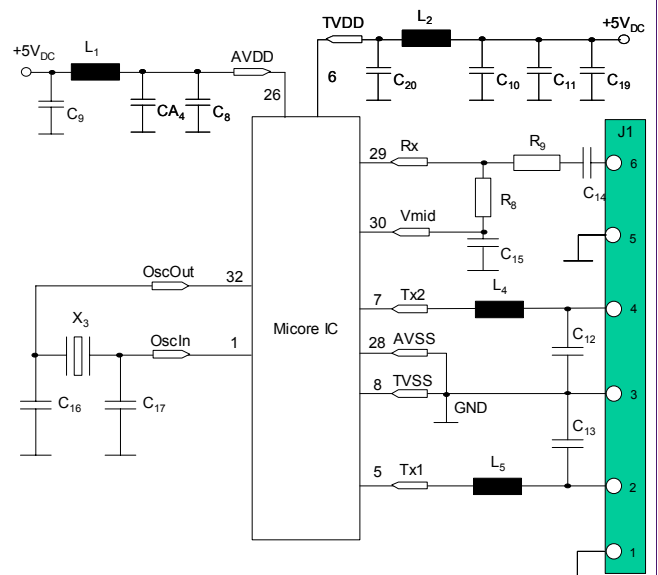 TVDD
L2
+5VDC
+5VDC
L1
AVDD
6
C20
C10
C11
C19
26
C9
CA4
C8
J1
29
Rx
R9
6
C14
R8
30
Vmid
5
C15
OscOut
32
L4
7
Tx2
4
X3
Micore IC
C12
OscIn
1
28
AVSS
8
TVSS
3
GND
C16
C17
C13
L5
5
Tx1
2
1